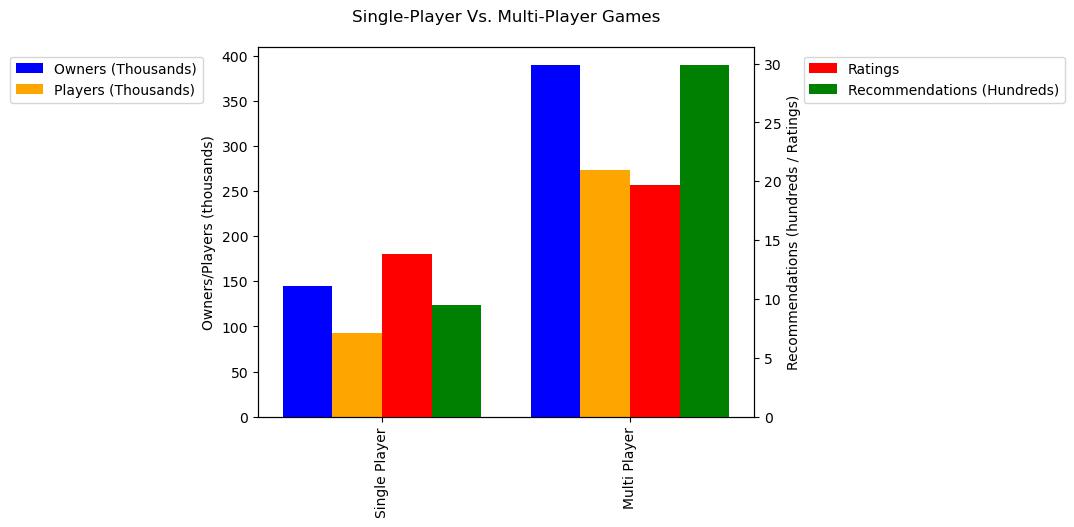 Single-Player Vs. Multi-Player Games
Owners (Thousands)
Players (Thousands)
Ratings
Recommendations (Hundreds)
Owners/Players (thousands)
400
350
300
250
200
150
100
50
0
30
25
20
15
10
5
0
Recommendations (hundreds / Ratings)
Single Player
Multi Player